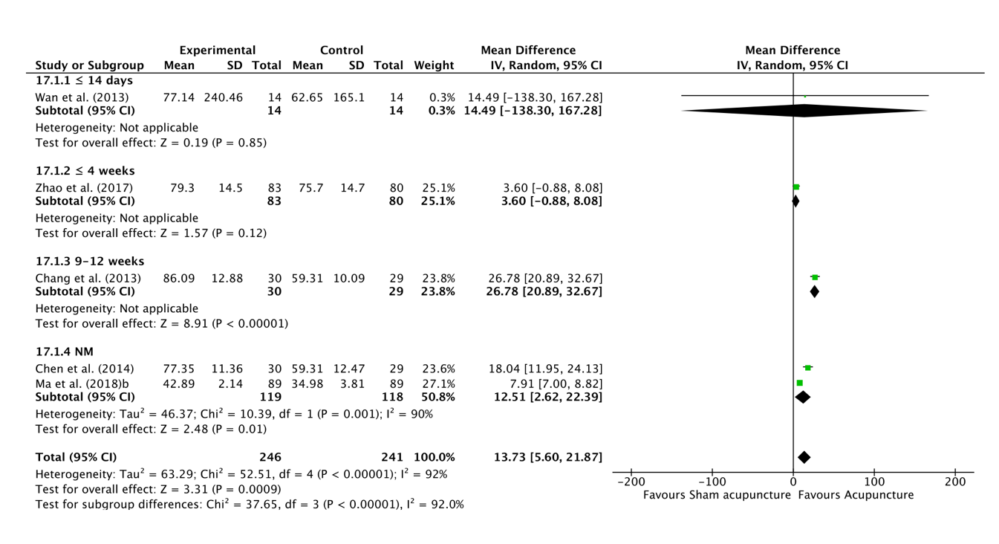 Experimental Control Mean Difference Mean Difference
Study or Subgroup Mean SD Total Mean SD Total Weight IV, Random, 95% CI IV, Random, 95% CI
17.1.1 ≤ 14 days
Wan et al. (2013) 77.14 240.46 14 62.65 165.1 14 0.3% 14.49 [−138.30, 167.28]
Subtotal (95% CI) 14 14 0.3% 14.49 [−138.30, 167.28]
Heterogeneity: Not applicable
Test for overall effect: Z = 0.19 (P = 0.85)
17.1.2 ≤ 4 weeks
Zhao et al. (2017) 79.3 14.5 83 75.7 14.7 80 25.1% 3.60 [−0.88, 8.08]
Subtotal (95% CI) 83 80 25.1% 3.60 [−0.88, 8.08]
Heterogeneity: Not applicable
Test for overall effect: Z = 1.57 (P = 0.12)
17.1.3 9–12 weeks
Chang et al. (2013) 86.09 12.88 30 59.31 10.09 29 23.8% 26.78 [20.89, 32.67]
Subtotal (95% CI) 30 29 23.8% 26.78 [20.89, 32.67]
Heterogeneity: Not applicable
Test for overall effect: Z = 8.91 (P < 0.00001)
17.1.4 NM
Chen et al. (2014) 77.35 11.36 30 59.31 12.47 29 23.6% 18.04 [11.95, 24.13]
Ma et al. (2018)b 42.89 2.14 89 34.98 3.81 89 27.1% 7.91 [7.00, 8.82]
Subtotal (95% CI) 119 118 50.8% 12.51 [2.62, 22.39]
Heterogeneity: Tau² = 46.37; Chi² = 10.39, df = 1 (P = 0.001); I² = 90%
Test for overall effect: Z = 2.48 (P = 0.01)
Total (95% CI) 246 241 100.0% 13.73 [5.60, 21.87]
Heterogeneity: Tau² = 63.29; Chi² = 52.51, df = 4 (P < 0.00001); I² = 92%
Test for overall effect: Z = 3.31 (P = 0.0009)
Test for subgroup differences: Chi² = 37.65, df = 3 (P < 0.00001), I² = 92.0%
−200 −100 0 100 200
Favours Sham acupuncture Favours Acupuncture